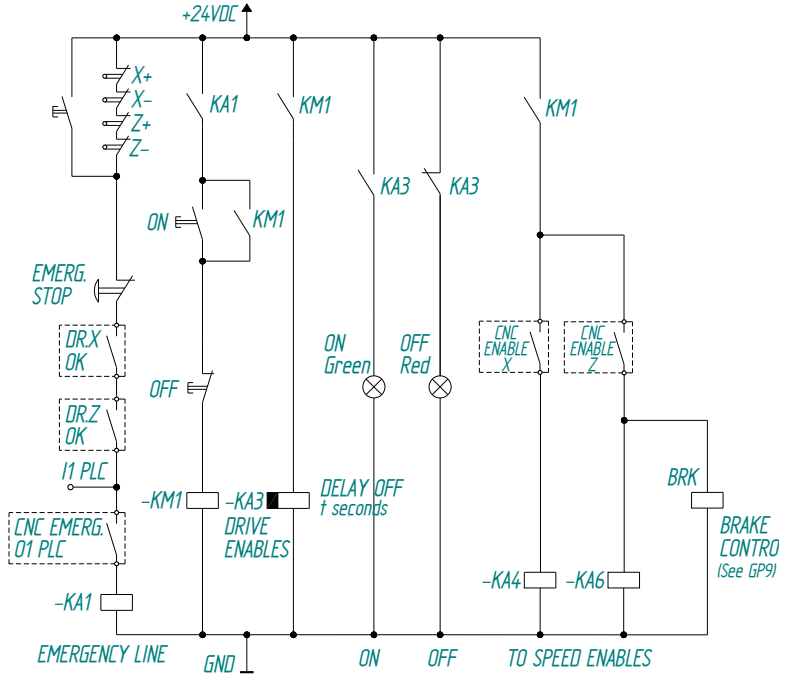 +24VDC
X+
X-
Z+
Z-
KA1
KM1
KM1
KA3
KA3
ON
KM1
EMERG.
STOP
DR.X
OK
CNC
ENABLE
X
CNC
ENABLE
Z
ON
Green
OFF
Red
OFF
DR.Z
OK
I1 PLC
BRK
-KM1
-KA3
DELAY OFF
t seconds
DRIVE
ENABLES
CNC EMERG.
O1 PLC
BRAKE
CONTRO
(See GP9)
-KA4
-KA6
-KA1
EMERGENCY LINE
GND
ON
OFF
TO SPEED ENABLES